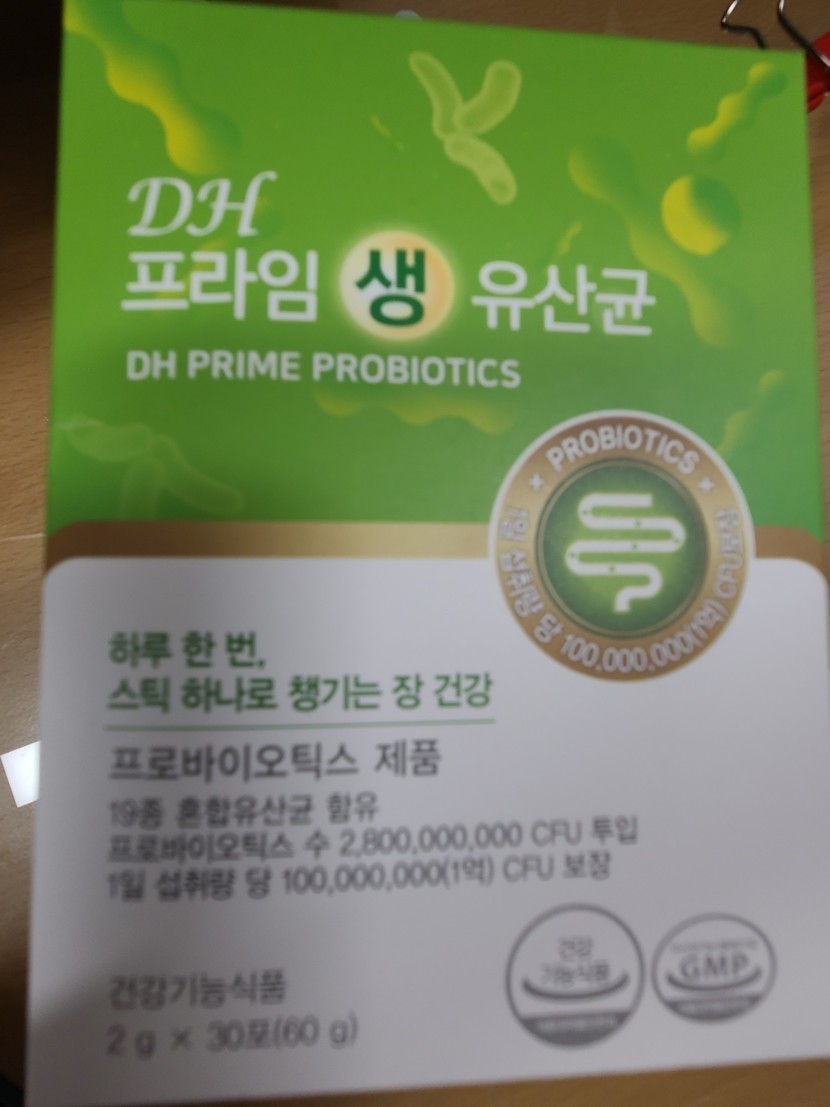 DH
프라임 생 유산균
DH PRIME PROBIOTICS
PROBIOTICS
1일 섭취량 당 100,000,000(1억) CFU
하루 한 번,
스틱 하나로 챙기는 장 건강
프로바이오틱스 제품
19종 혼합유산균 함유
프로바이오틱스 수 2,800,000,000 CFU 투입
1일 섭취량 당 100,000,000(1억) CFU 보장
건강
기능식품
GMP
건강기능식품
2 g × 30포(60 g)